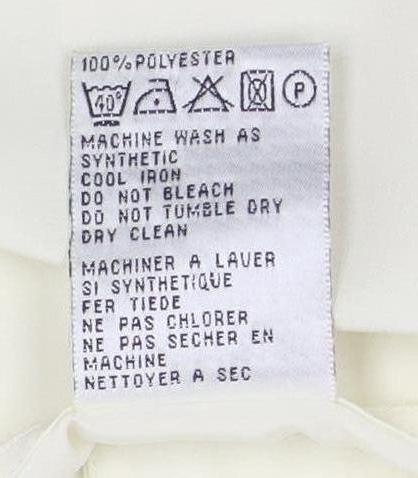 100% POLYESTER
40° P
MACHINE WASH AS
SYNTHETIC
COOL IRON
DO NOT BLEACH
DO NOT TUMBLE DRY
DRY CLEAN
MACHINER A LAVER
SI SYNTHETIQUE
FER TIEDE
NE PAS CHLORER
NE PAS SECHER EN
MACHINE
NETTOYER A SEC